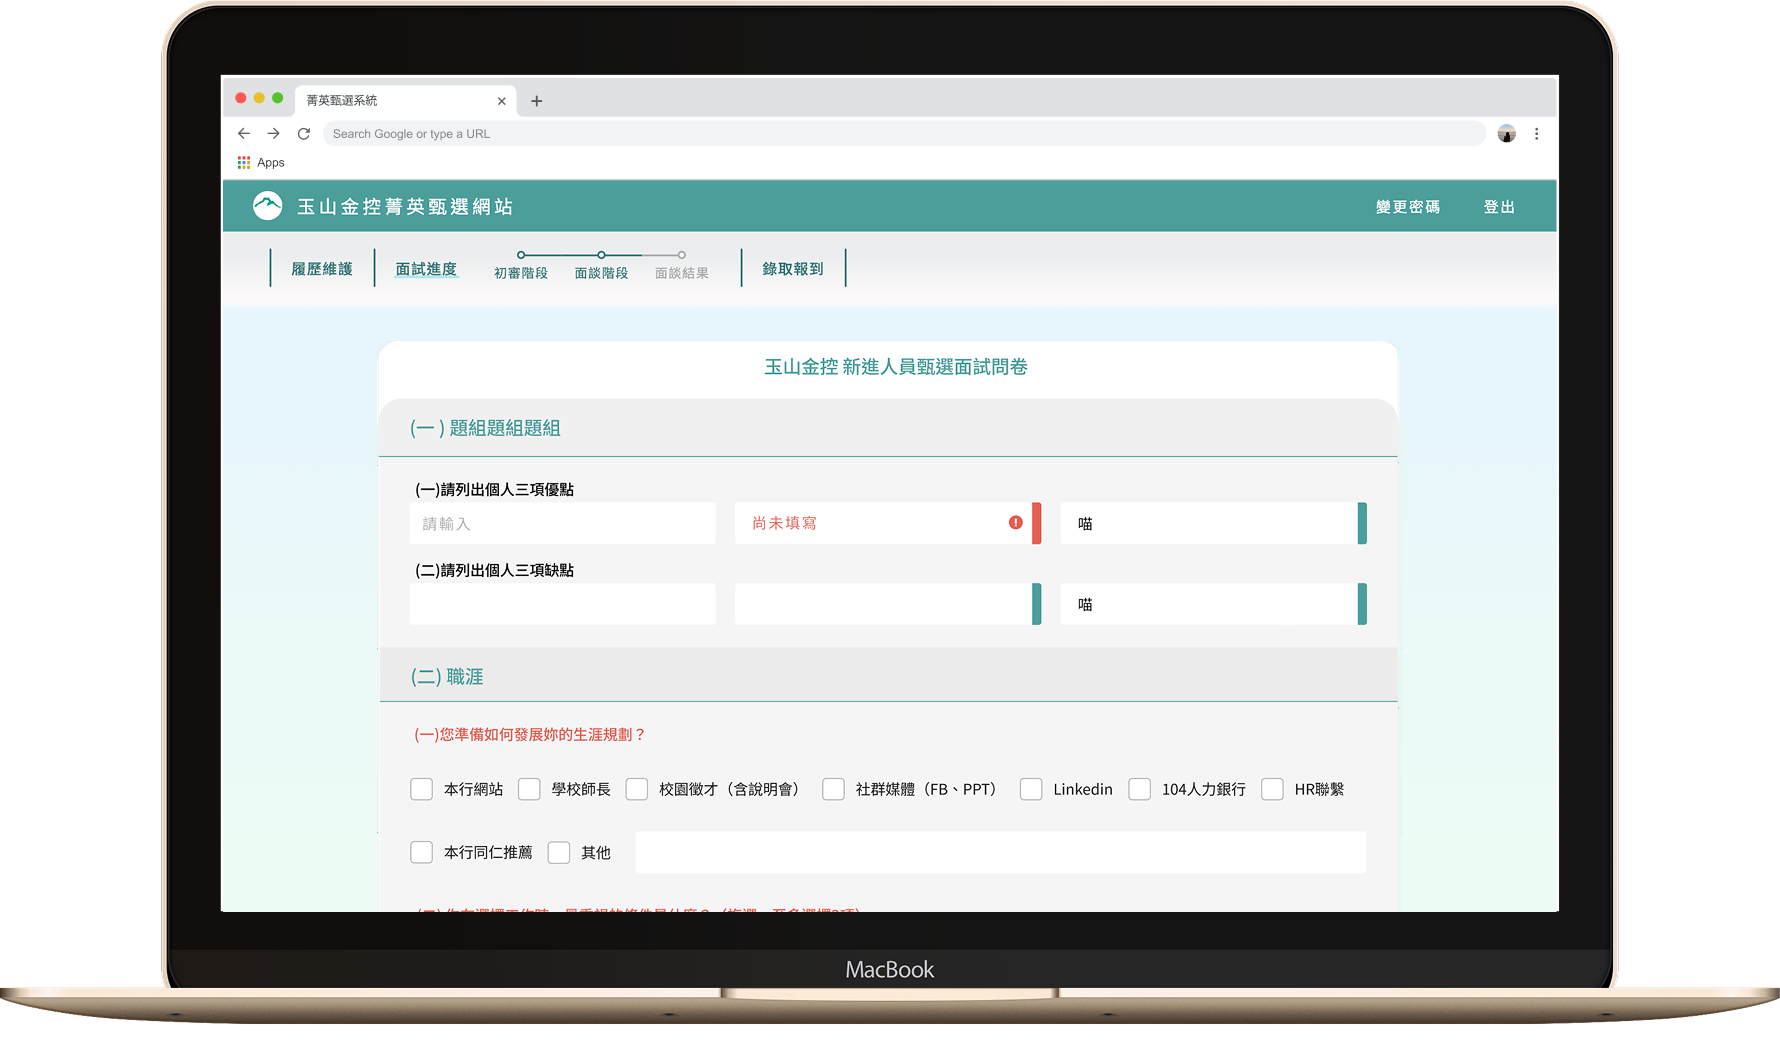 菁英甄選系統
Search Google or type a URL
Apps
玉山金控菁英甄選網站
變更密碼 登出
履歷維護 面試進度 初審階段 面談階段 面談結果 錄取報到
玉山金控 新進人員甄選面試問卷
(一 ) 題組題組題組
(一)請列出個人三項優點
請輸入 尚未填寫 喵
(二)請列出個人三項缺點
喵
(二) 職涯
(一)您準備如何發展妳的生涯規劃？
本行網站 學校師長 校園徵才（含說明會） 社群媒體（FB、PPT） Linkedin 104人力銀行 HR聯繫
本行同仁推薦 其他
MacBook